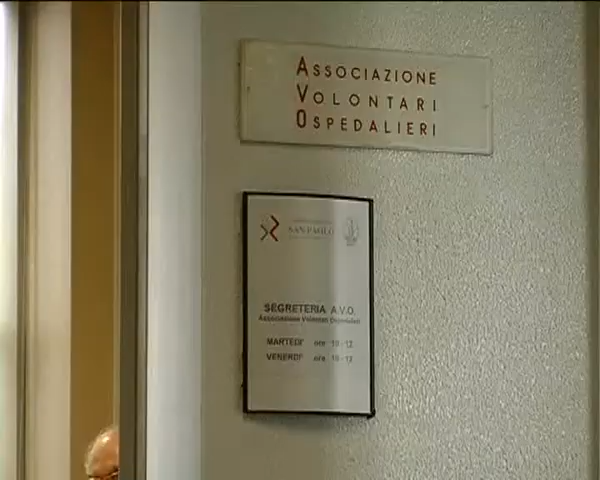 ASSOCIAZIONE
VOLONTARI
OSPEDALIERI
SAN PAOLO
SEGRETERIA A.V.O.
Associazione Volontari Ospedalieri
MARTEDI' ore 10 - 12
VENERDI' ore 10 - 12